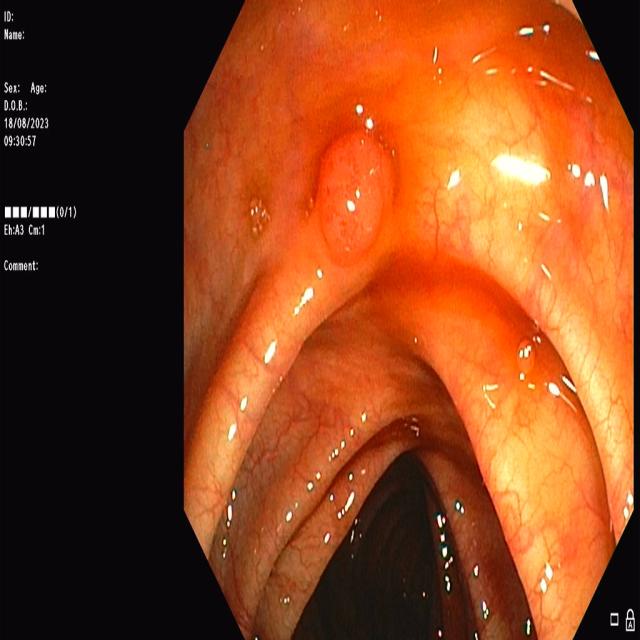 ID:
Name:
Sex: Age:
D.O.B.:
18/08/2023
09:30:57
■■■/■■■(0/1)
Eh:A3 Cm:1
Comment: